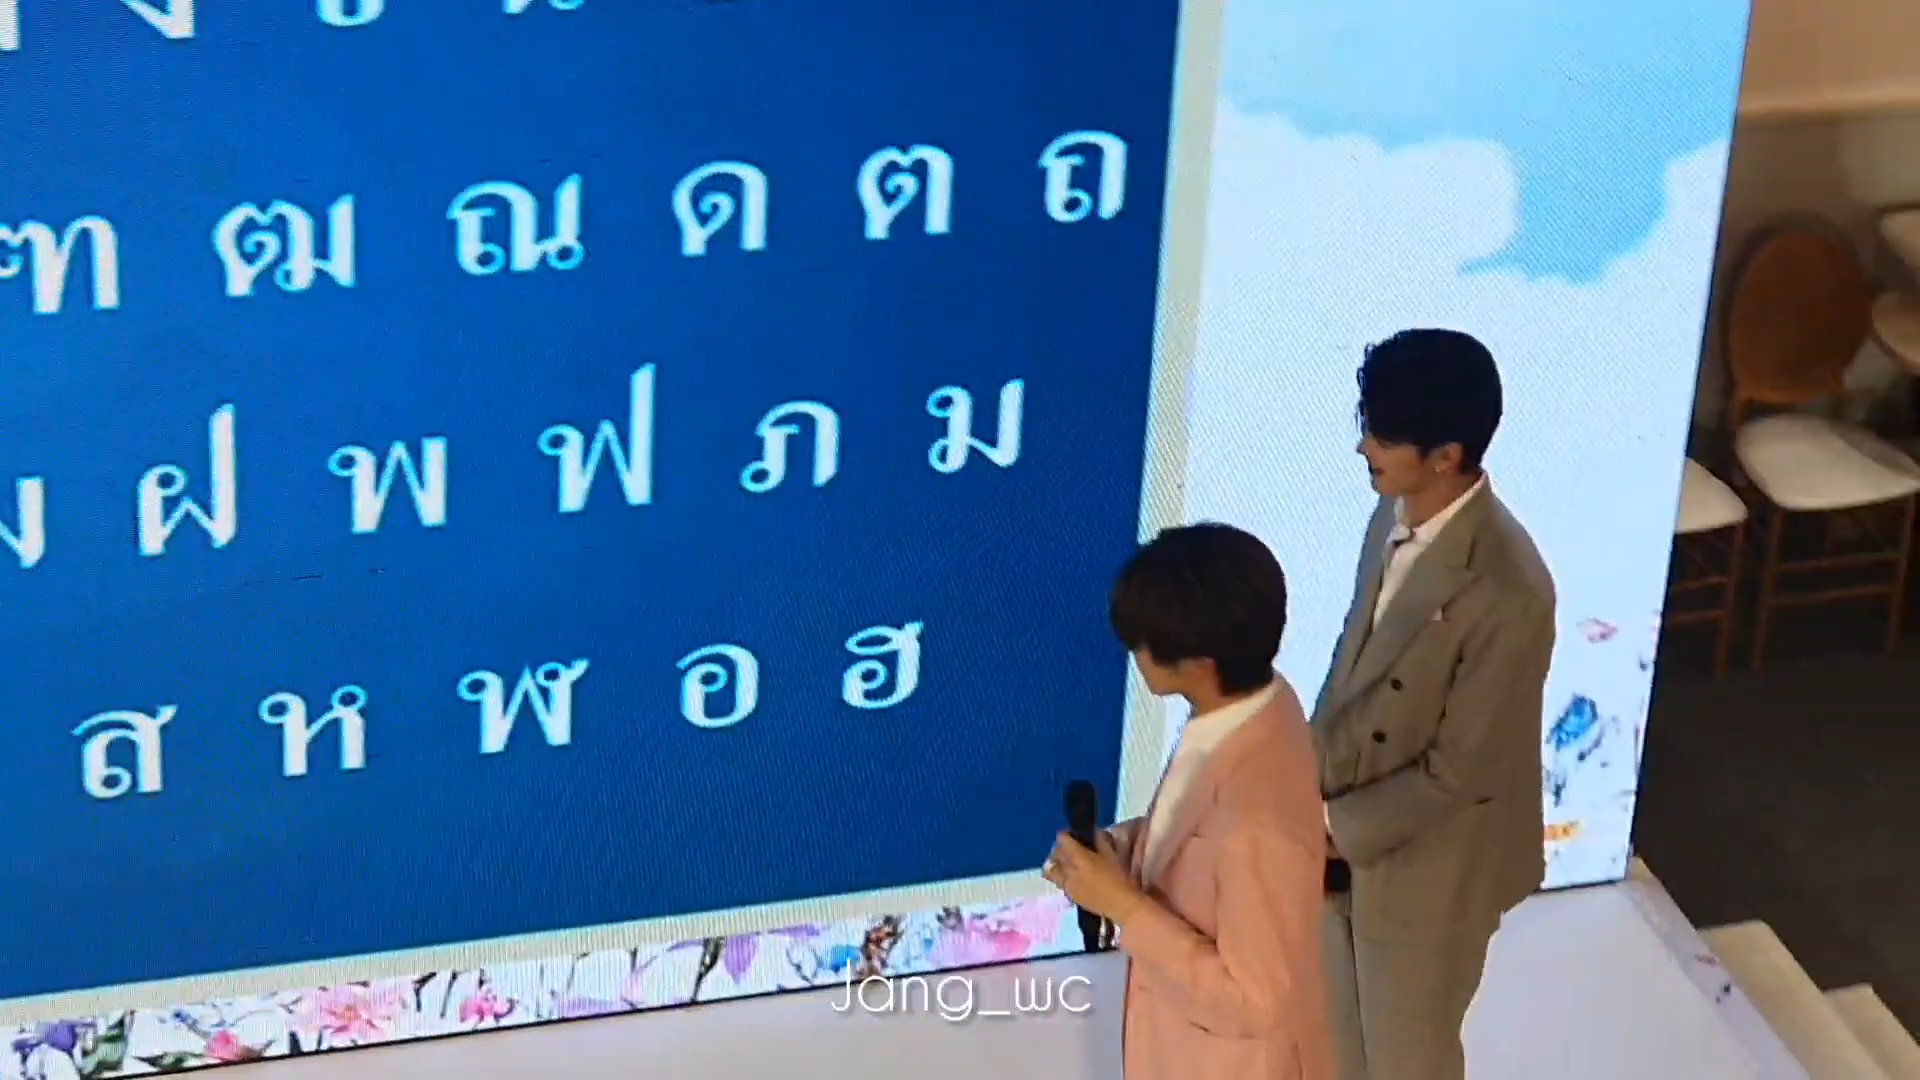 ฑ ฒ ณ ด ต ถ
ฝ พ ฟ ภ ม
ส ห ฬ อ ฮ
Jang_wc